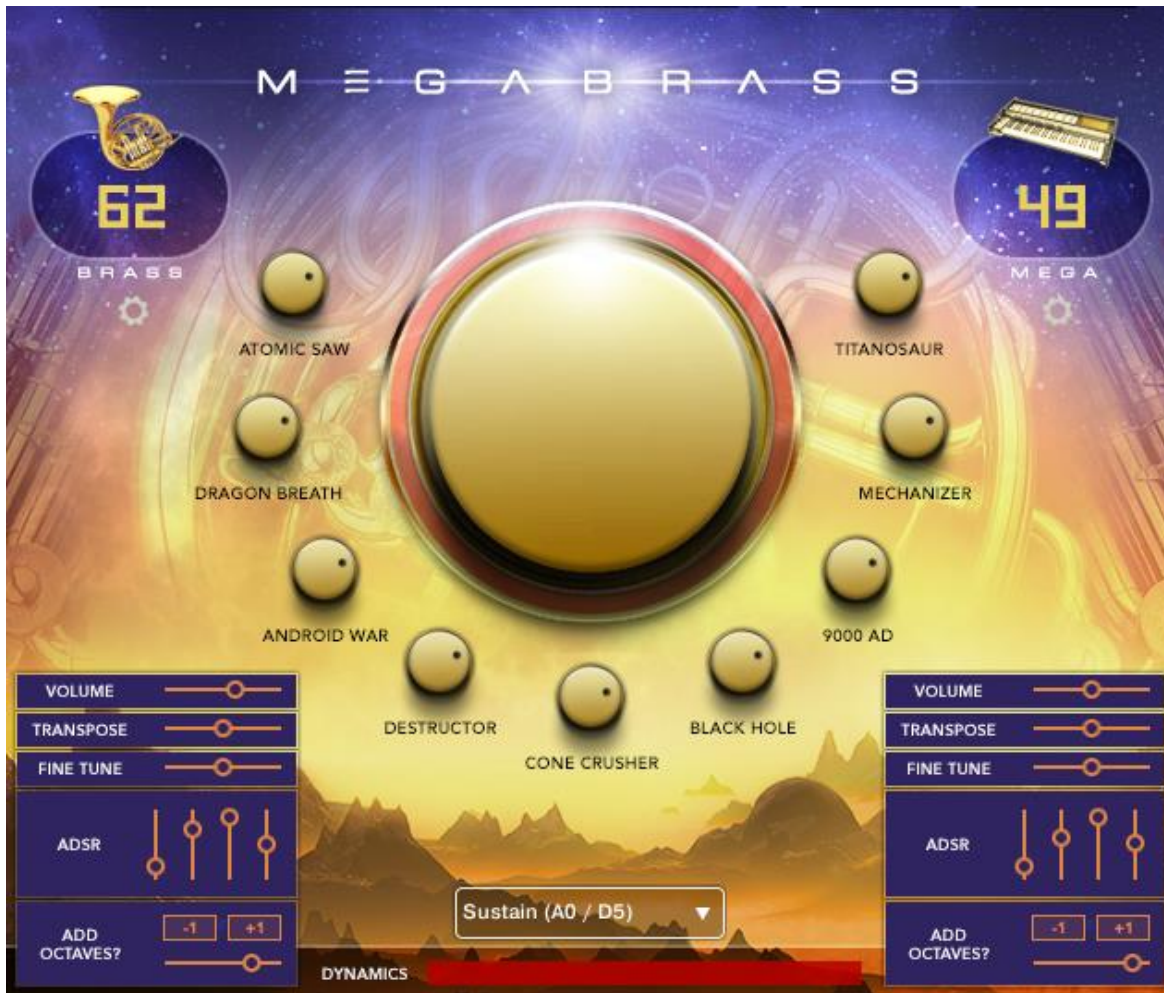 MEGABRASS
62
49
BRASS
MEGA
ATOMIC SAW
TITANOSAUR
DRAGON BREATH
MECHANIZER
ANDROID WAR
9000 AD
DESTRUCTOR
BLACK HOLE
CONE CRUSHER
VOLUME
TRANSPOSE
FINE TUNE
ADSR
ADD
OCTAVES?
-1 +1
VOLUME
TRANSPOSE
FINE TUNE
ADSR
ADD
OCTAVES?
-1 +1
Sustain (A0 / D5)
DYNAMICS